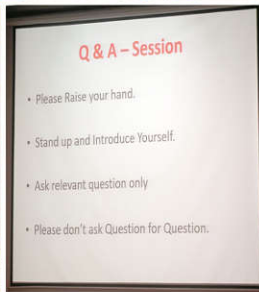 Q & A – Session
• Please Raise your hand.
• Stand up and Introduce Yourself.
• Ask relevant question only
• Please don't ask Question for Question.